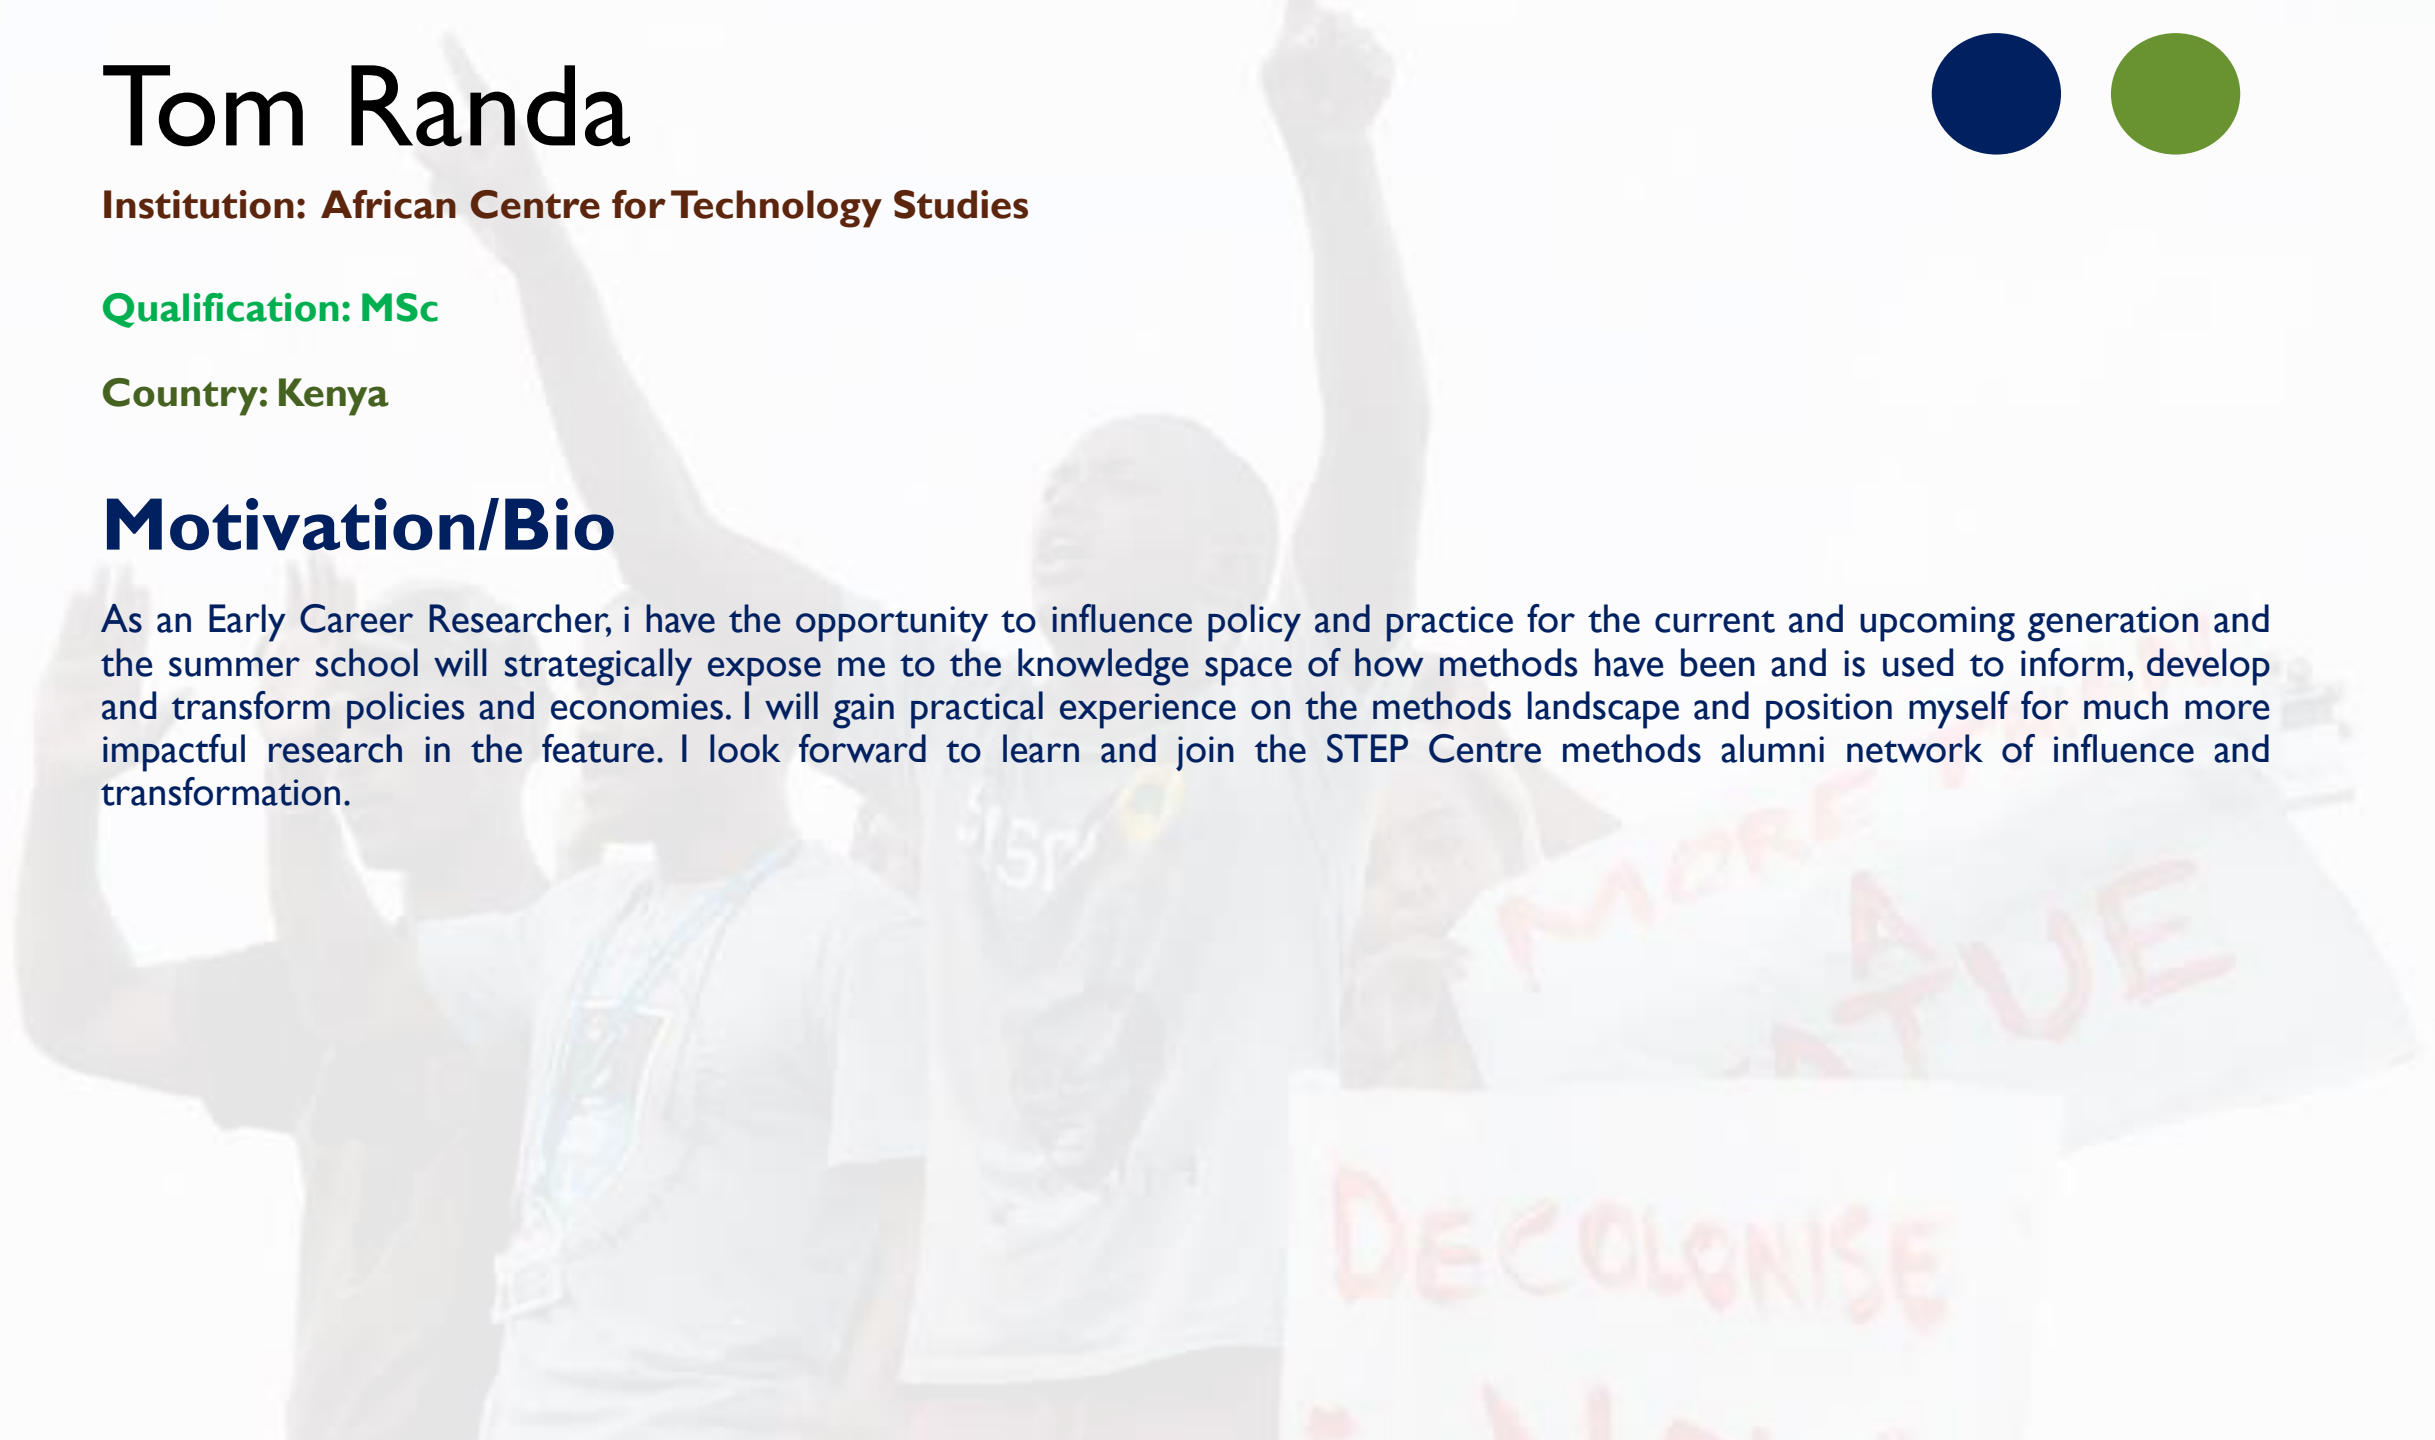 Tom Randa
Institution: African Centre for Technology Studies
Qualification: MSc
Country: Kenya
Motivation/Bio
As an Early Career Researcher, i have the opportunity to influence policy and practice for the current and upcoming generation and
the summer school will strategically expose me to the knowledge space of how methods have been and is used to inform, develop
and transform policies and economies. I will gain practical experience on the methods landscape and position myself for much more
impactful research in the feature. I look forward to learn and join the STEP Centre methods alumni network of influence and
transformation.
MORE THAN
A
DECOLONISE